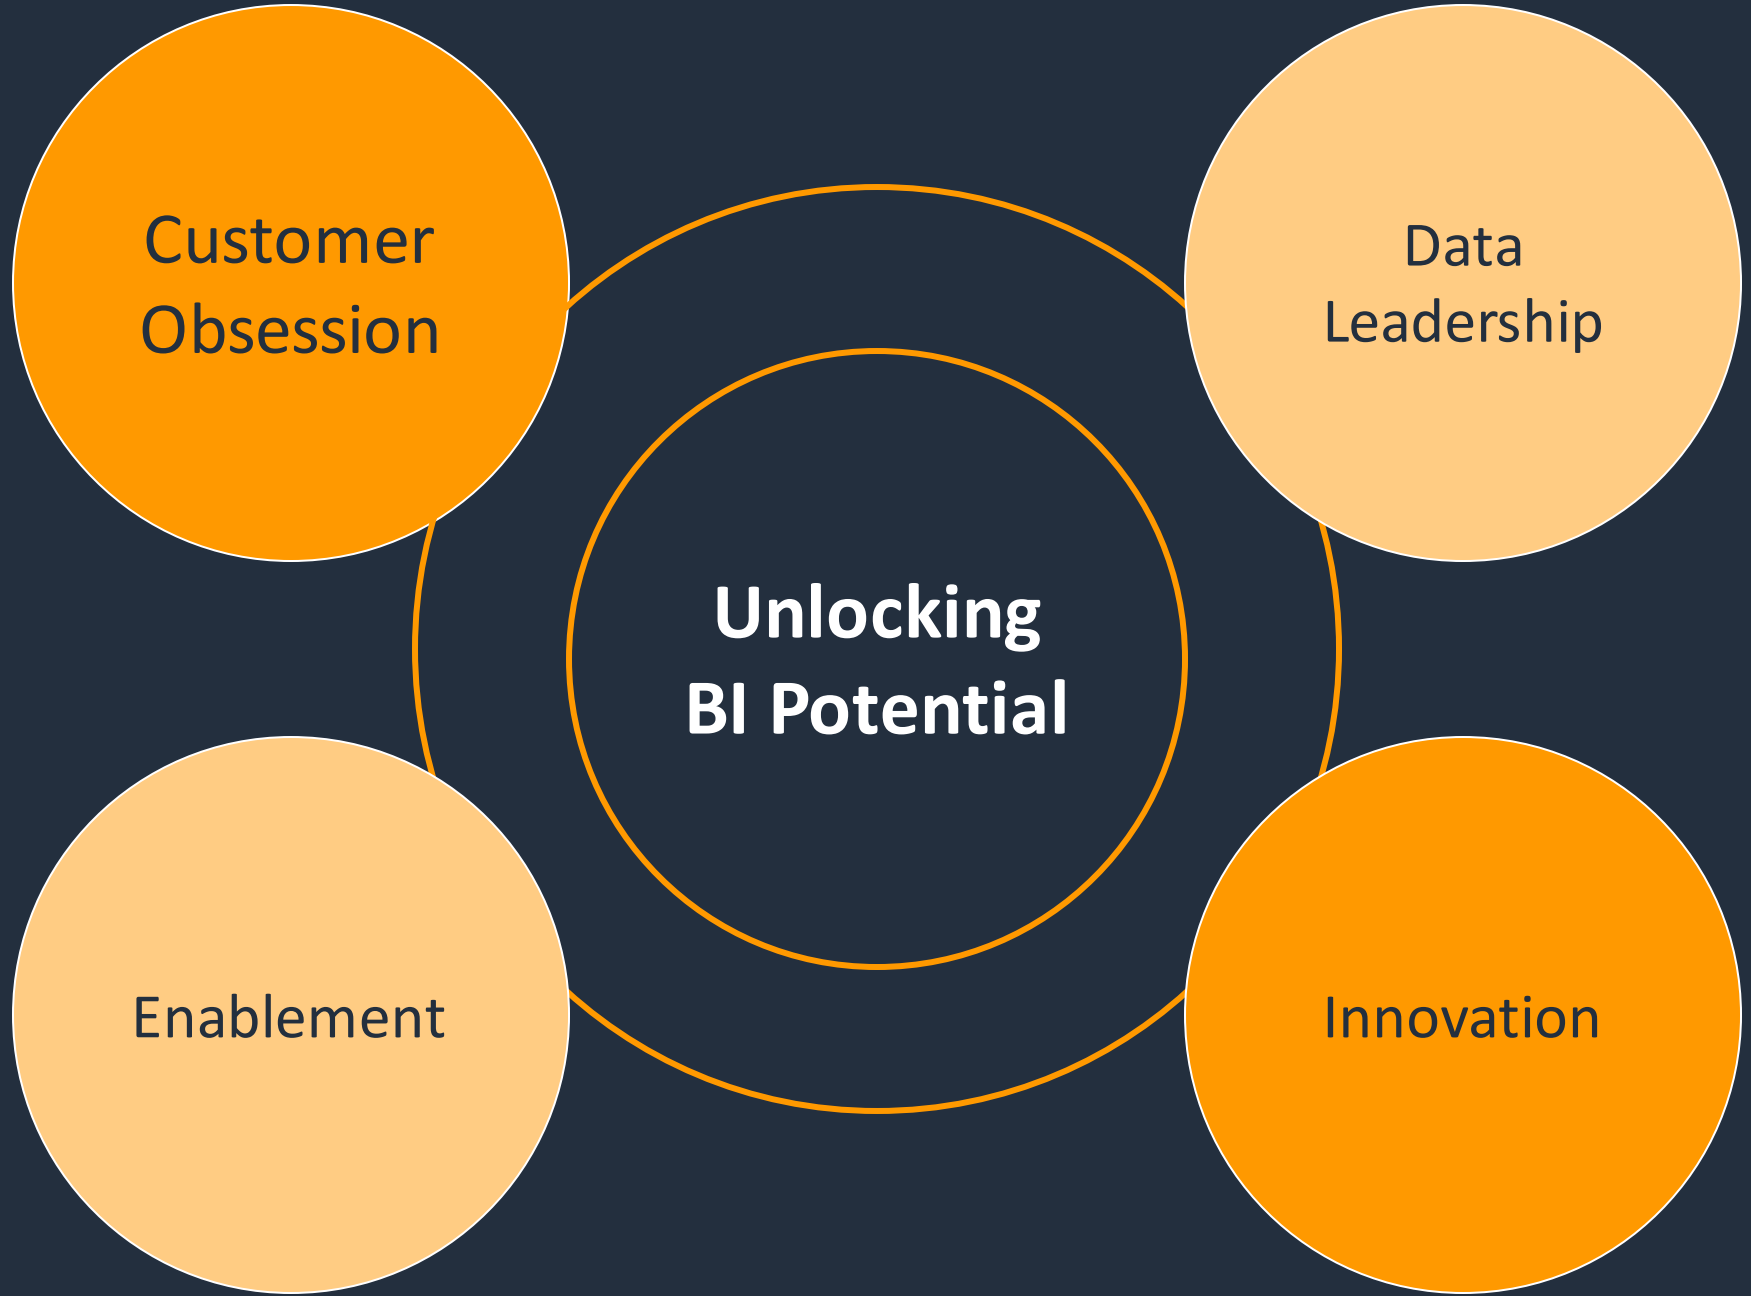 Customer
Obsession
Data
Leadership
Unlocking
BI Potential
Enablement
Innovation